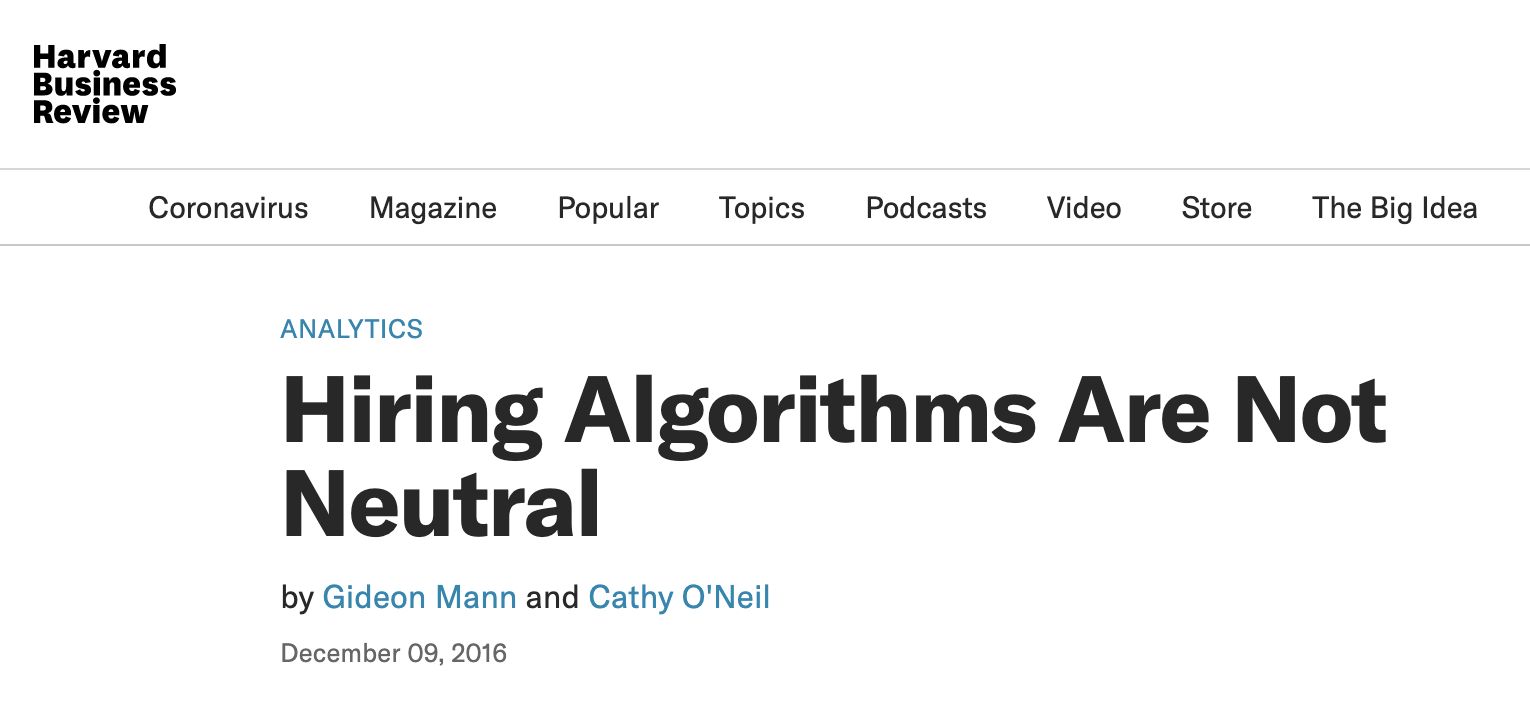 Harvard
Business
Review
Coronavirus Magazine Popular Topics Podcasts Video Store The Big Idea
ANALYTICS
Hiring Algorithms Are Not
Neutral
by Gideon Mann and Cathy O'Neil
December 09, 2016